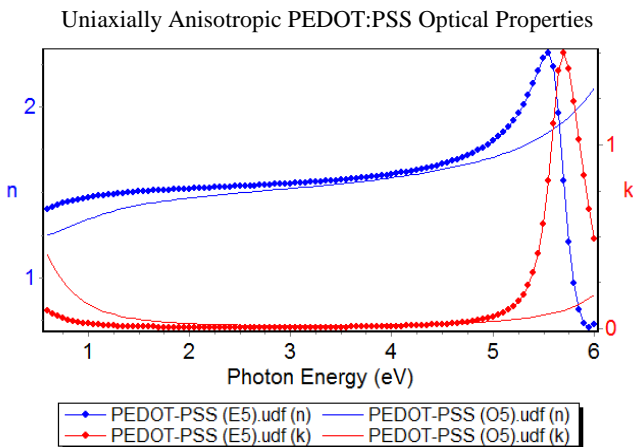 Uniaxially Anisotropic PEDOT:PSS Optical Properties
2
1
n
1
0
k
1 2 3 4 5 6
Photon Energy (eV)
PEDOT-PSS (E5).udf (n) PEDOT-PSS (O5).udf (n)
PEDOT-PSS (E5).udf (k) PEDOT-PSS (O5).udf (k)